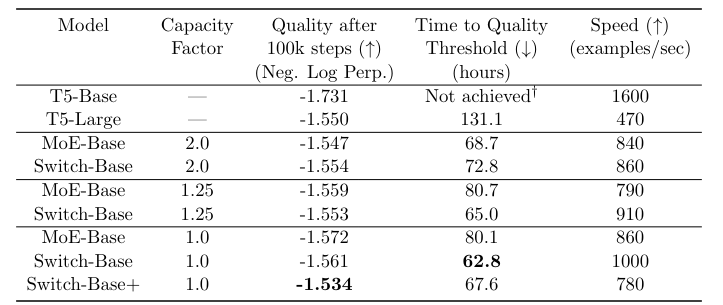 Model Capacity Factor Quality after 100k steps (↑) (Neg. Log Perp.) Time to Quality Threshold (↓) (hours) Speed (↑) (examples/sec)
T5-Base — -1.731 Not achieved† 1600
T5-Large — -1.550 131.1 470
MoE-Base 2.0 -1.547 68.7 840
Switch-Base 2.0 -1.554 72.8 860
MoE-Base 1.25 -1.559 80.7 790
Switch-Base 1.25 -1.553 65.0 910
MoE-Base 1.0 -1.572 80.1 860
Switch-Base 1.0 -1.561 62.8 1000
Switch-Base+ 1.0 -1.534 67.6 780